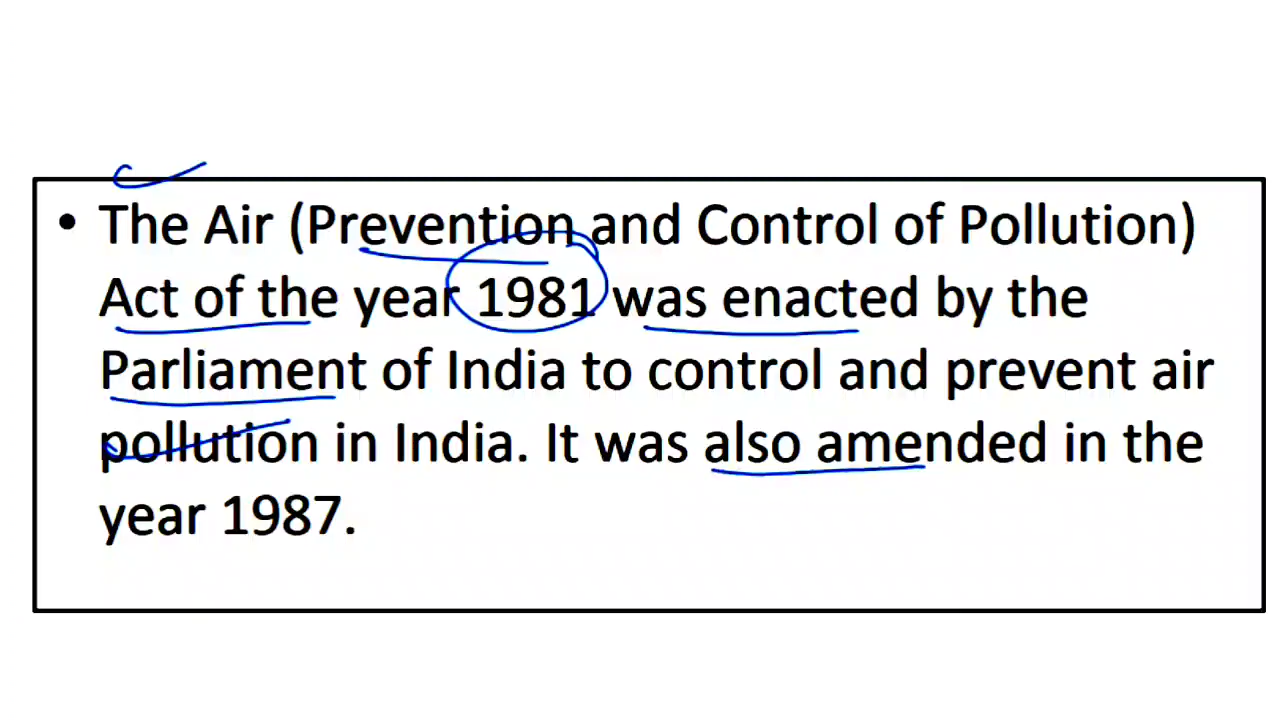 • The Air (Prevention and Control of Pollution)
Act of the year 1981 was enacted by the
Parliament of India to control and prevent air
pollution in India. It was also amended in the
year 1987.